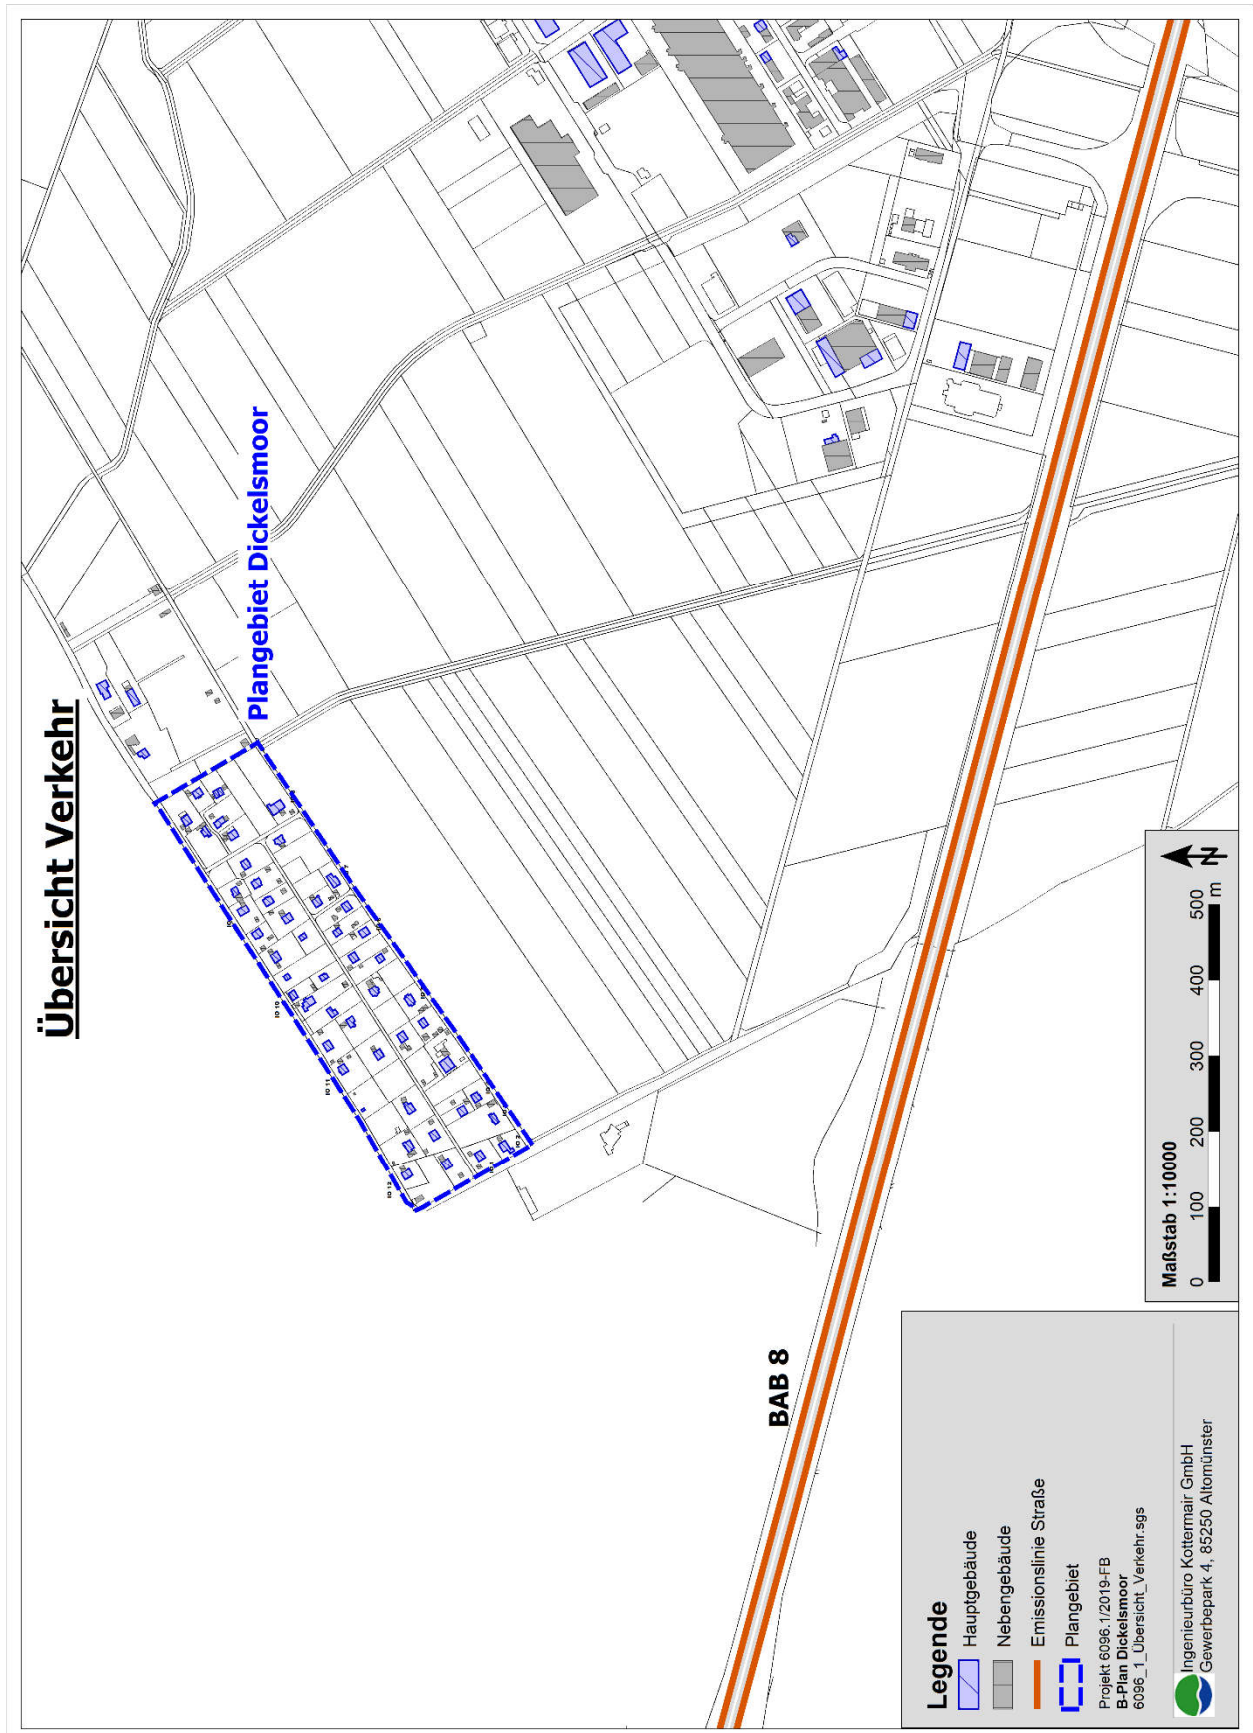 Übersicht Verkehr
Plangebiet Dickelsmoor
IO 10
IO 11
IO 12
IO 2
BAB 8
Maßstab 1:10000
0 100 200 300 400 500
m
N
Legende
Hauptgebäude
Nebengebäude
Emissionslinie Straße
Plangebiet
Projekt 6096.1/2019-FB
B-Plan Dickelsmoor
6096_1_Übersicht_Verkehr.sgs
Ingenieurbüro Kottermair GmbH
Gewerbepark 4, 85250 Altomünster